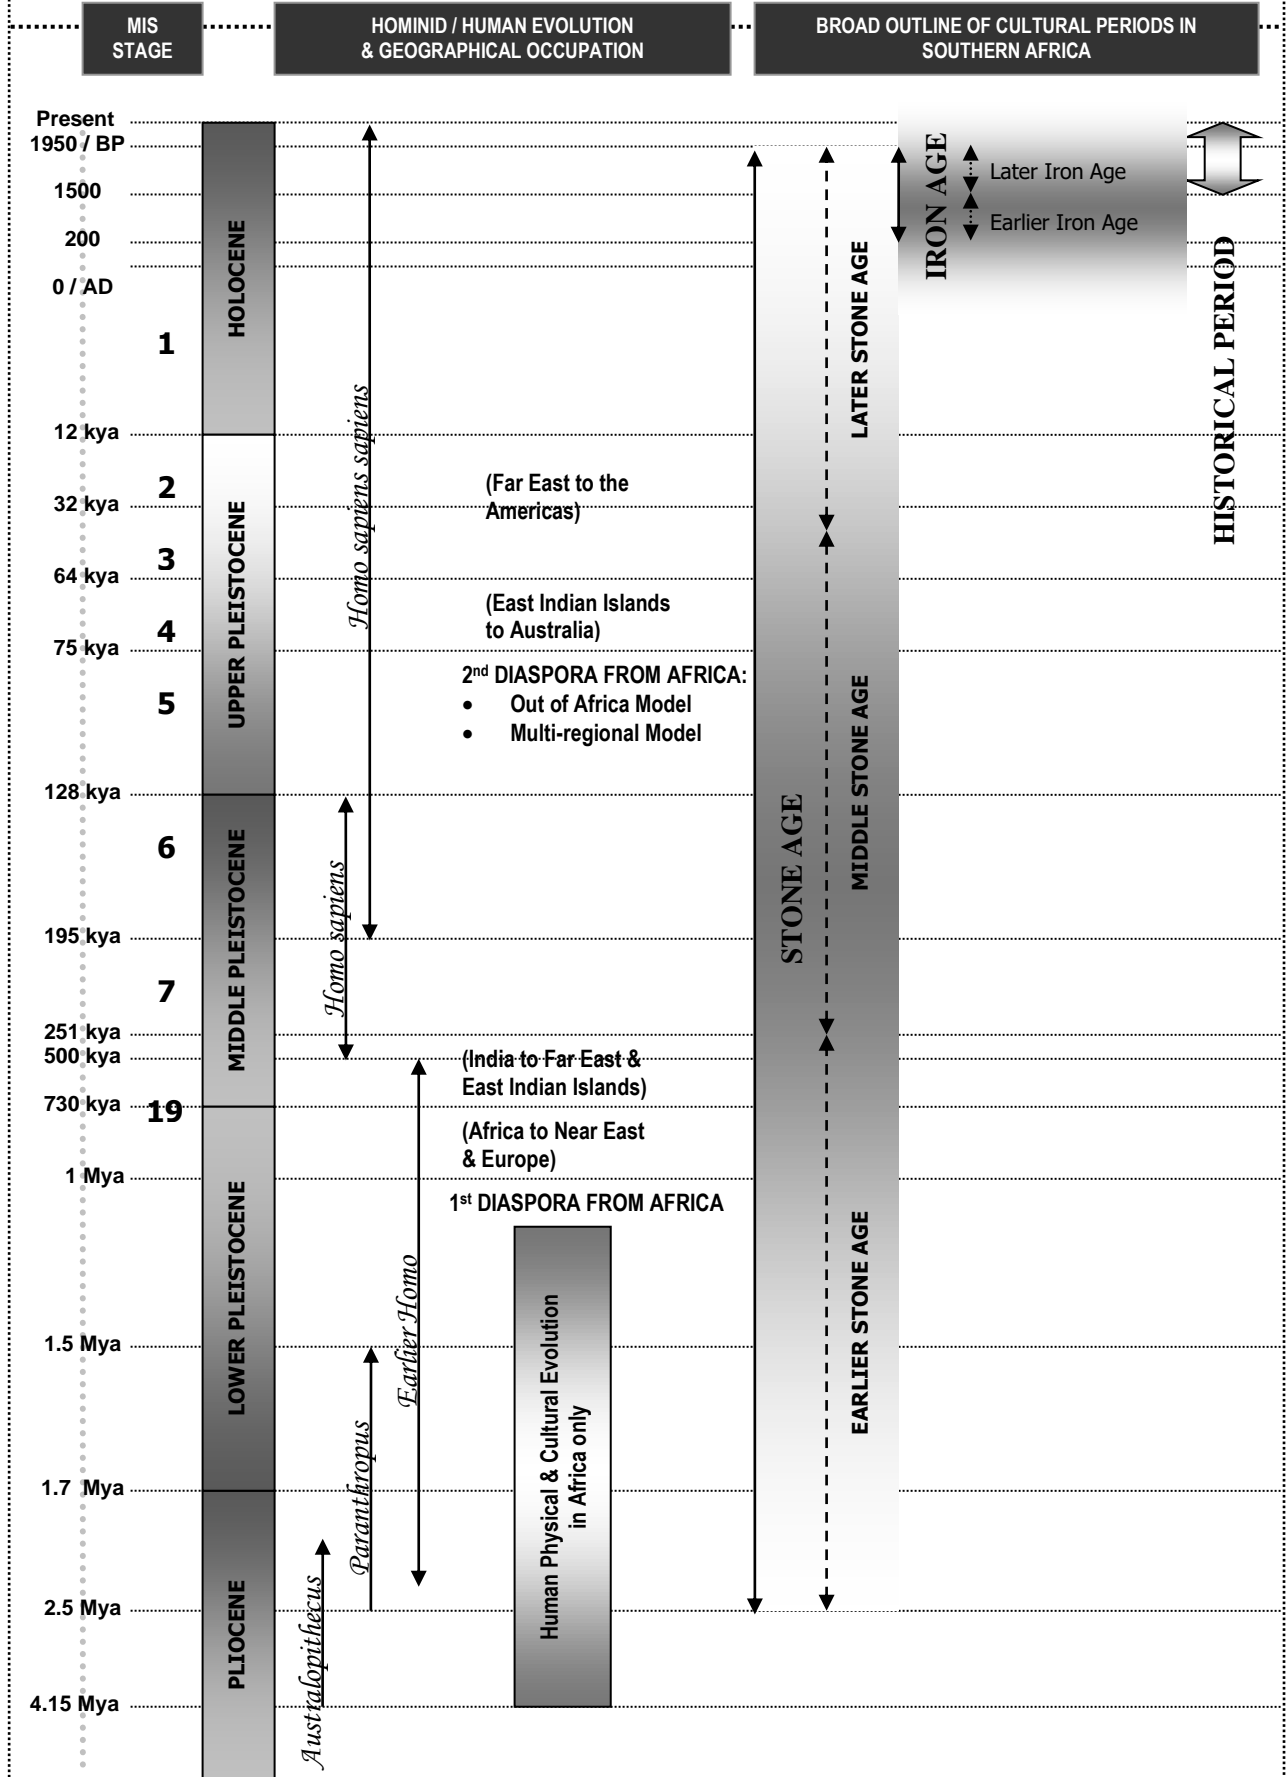 MIS
STAGE
HOMINID / HUMAN EVOLUTION
& GEOGRAPHICAL OCCUPATION
BROAD OUTLINE OF CULTURAL PERIODS IN
SOUTHERN AFRICA
Present
1950 / BP
1500
200
0 / AD
12 kya
32 kya
64 kya
75 kya
128 kya
195 kya
251 kya
500 kya
730 kya
1 Mya
1.5 Mya
1.7 Mya
2.5 Mya
4.15 Mya
1
2
3
4
5
6
7
19
HOLOCENE
UPPER PLEISTOCENE
MIDDLE PLEISTOCENE
LOWER PLEISTOCENE
PLIOCENE
Homo sapiens sapiens
Homo sapiens
Earlier Homo
Paranthropus
Australopithecus
(Far East to the
Americas)
(East Indian Islands
to Australia)
2nd DIASPORA FROM AFRICA:
• Out of Africa Model
• Multi-regional Model
(India to Far East &
East Indian Islands)
(Africa to Near East
& Europe)
1st DIASPORA FROM AFRICA
Human Physical & Cultural Evolution
in Africa only
STONE AGE
LATER STONE AGE
MIDDLE STONE AGE
EARLIER STONE AGE
IRON AGE
Later Iron Age
Earlier Iron Age
HISTORICAL PERIOD